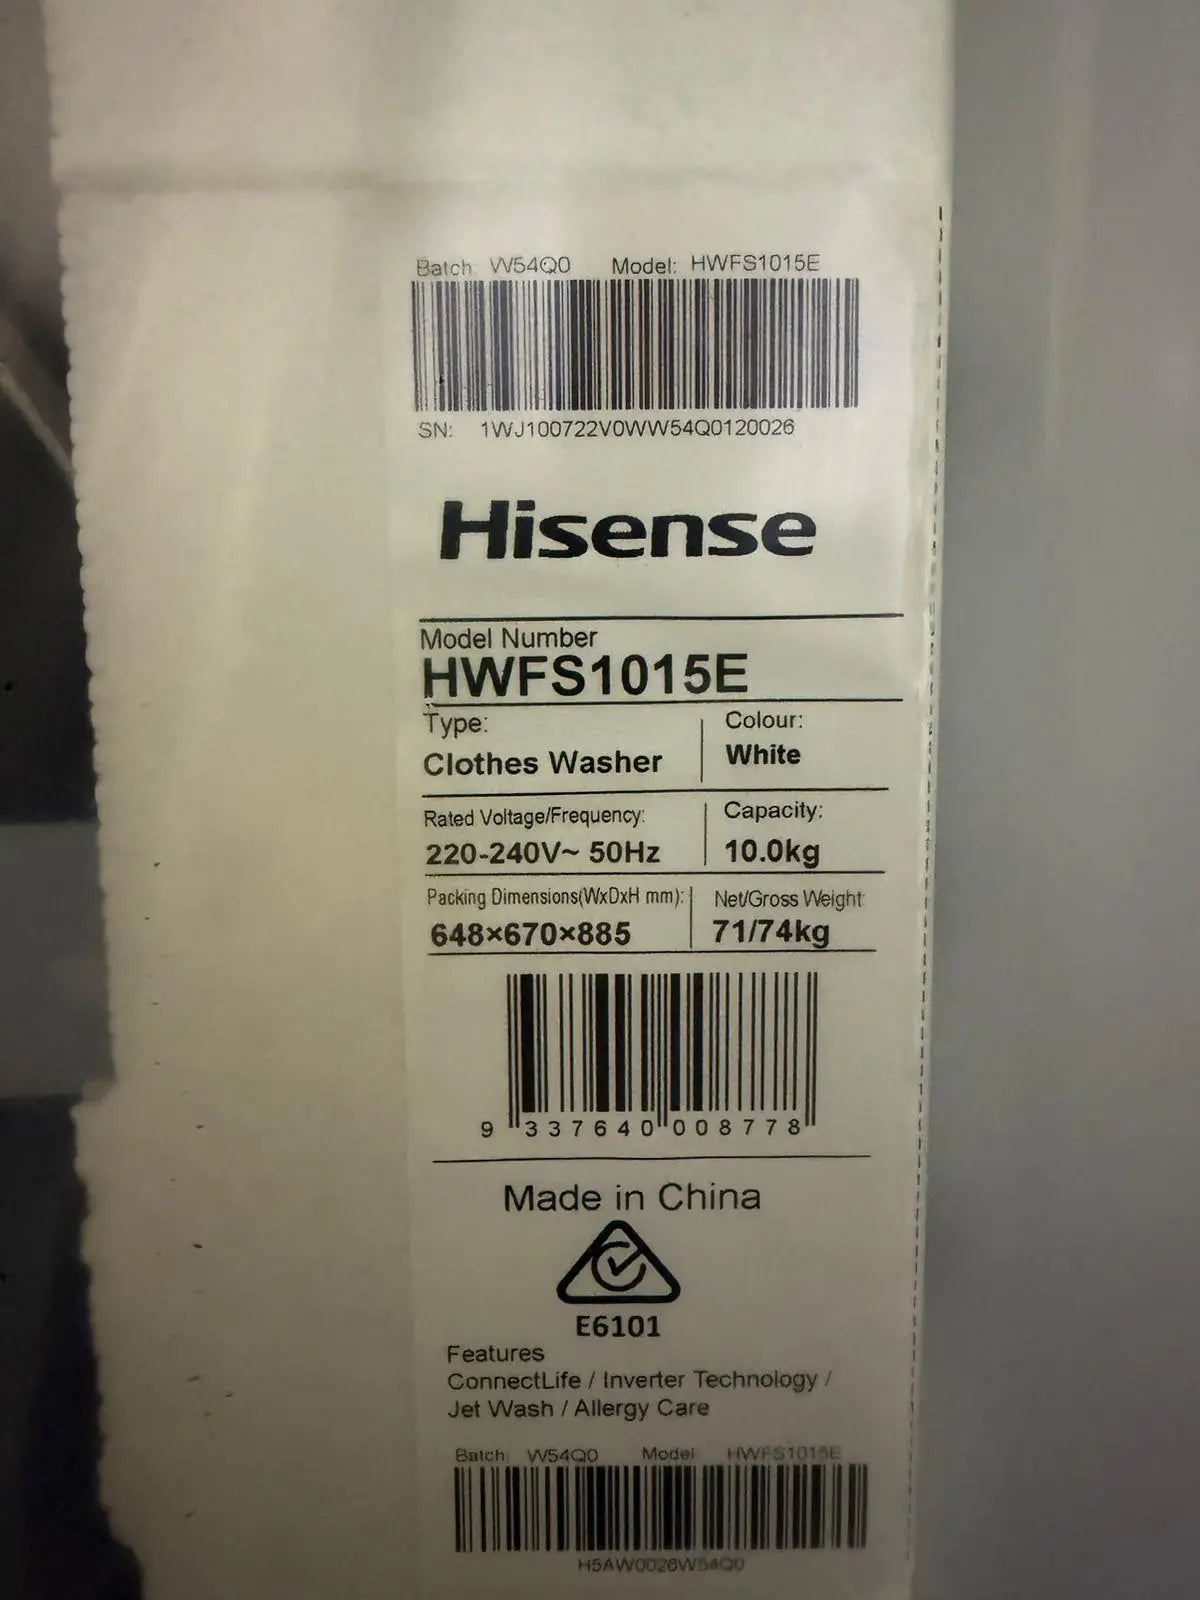 Batch: W54Q0 Model: HWFS1015E
SN: 1WJ100722V0WW54Q0120026
Hisense
Model Number
HWFS1015E
Type: Colour:
Clothes Washer White
Rated Voltage/Frequency: Capacity:
220-240V~ 50Hz 10.0kg
Packing Dimensions(WxDxH mm): Net/Gross Weight
648×670×885 71/74kg
9 337640 008778
Made in China
E6101
Features
ConnectLife / Inverter Technology /
Jet Wash / Allergy Care
Batch W54Q0 Model HWFS1015E
H5AW0026W54Q0